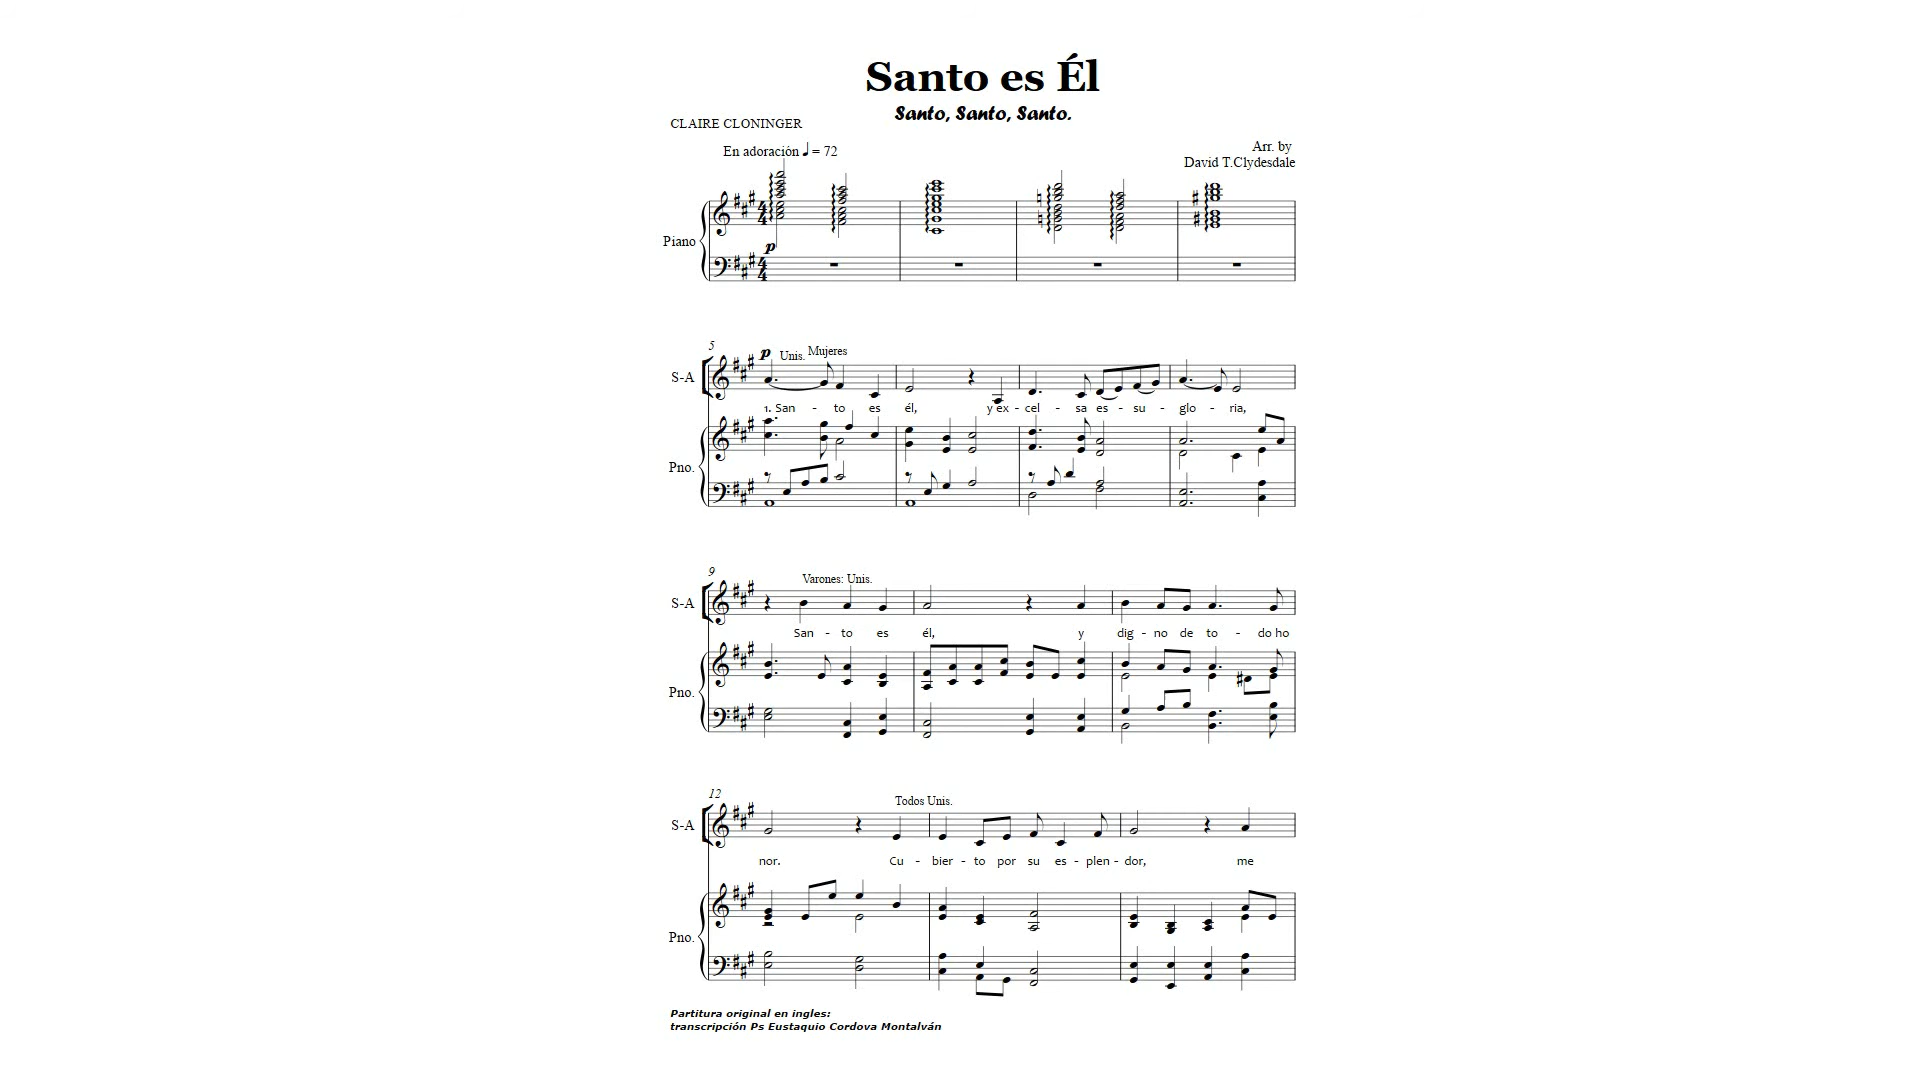 Santo es Él
Santo, Santo, Santo.
CLAIRE CLONINGER
En adoración ♩ = 72
Arr. by
David T.Clydesdale
Piano
p
5
p Unis. Mujeres
S-A
1. San - to es él, y ex - cel - sa es - su - glo - ria,
Pno.
9
Varones: Unis.
S-A
San - to es él, y dig - no de to - do ho
Pno.
12
Todos Unis.
S-A
nor. Cu - bier - to por su es - plen - dor, me
Pno.
Partitura original en ingles:
transcripción Ps Eustaquio Cordova Montalván